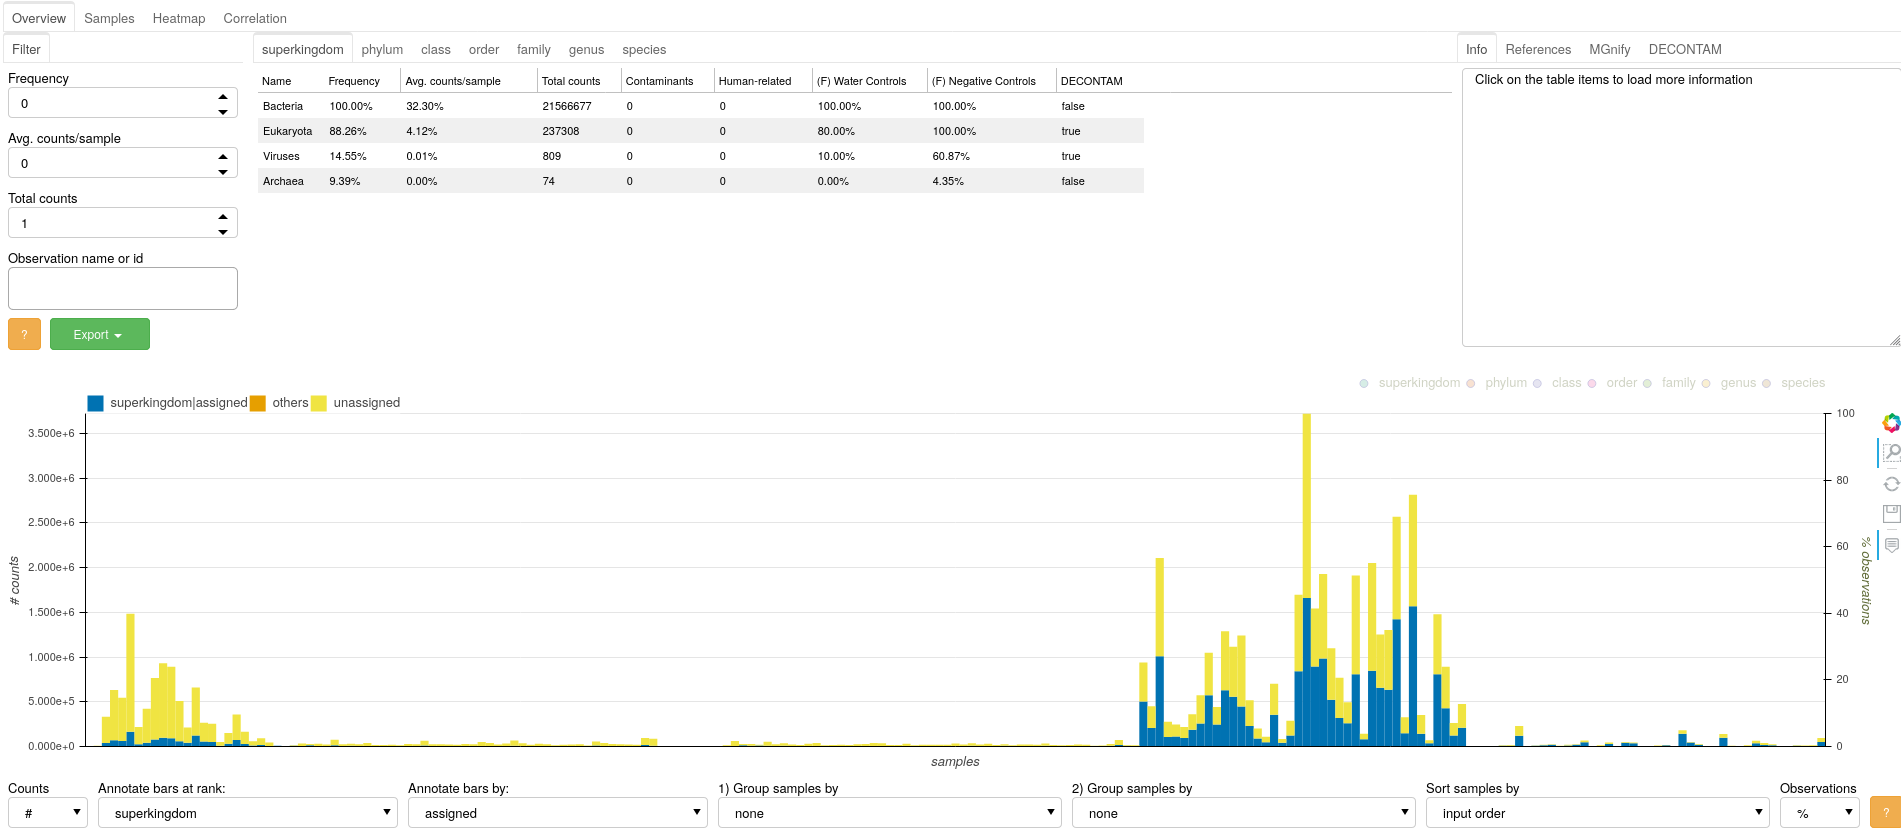 Overview Samples Heatmap Correlation
Filter
Frequency
0
Avg. counts/sample
0
Total counts
1
Observation name or id
? Export
superkingdom phylum class order family genus species
Name Frequency Avg. counts/sample Total counts Contaminants Human-related (F) Water Controls (F) Negative Controls DECONTAM
Bacteria 100.00% 32.30% 21566677 0 0 100.00% 100.00% false
Eukaryota 88.26% 4.12% 237308 0 0 80.00% 100.00% true
Viruses 14.55% 0.01% 809 0 0 10.00% 60.87% true
Archaea 9.39% 0.00% 74 0 0 0.00% 4.35% false
Info References MGnify DECONTAM
Click on the table items to load more information
superkingdom phylum class order family genus species
superkingdom|assigned others unassigned
# counts
3.500e+6
3.000e+6
2.500e+6
2.000e+6
1.500e+6
1.000e+6
5.000e+5
0.000e+0
100
80
60
40
20
0
% observations
samples
Counts Annotate bars at rank: Annotate bars by: 1) Group samples by 2) Group samples by Sort samples by Observations
# superkingdom assigned none none input order % ?